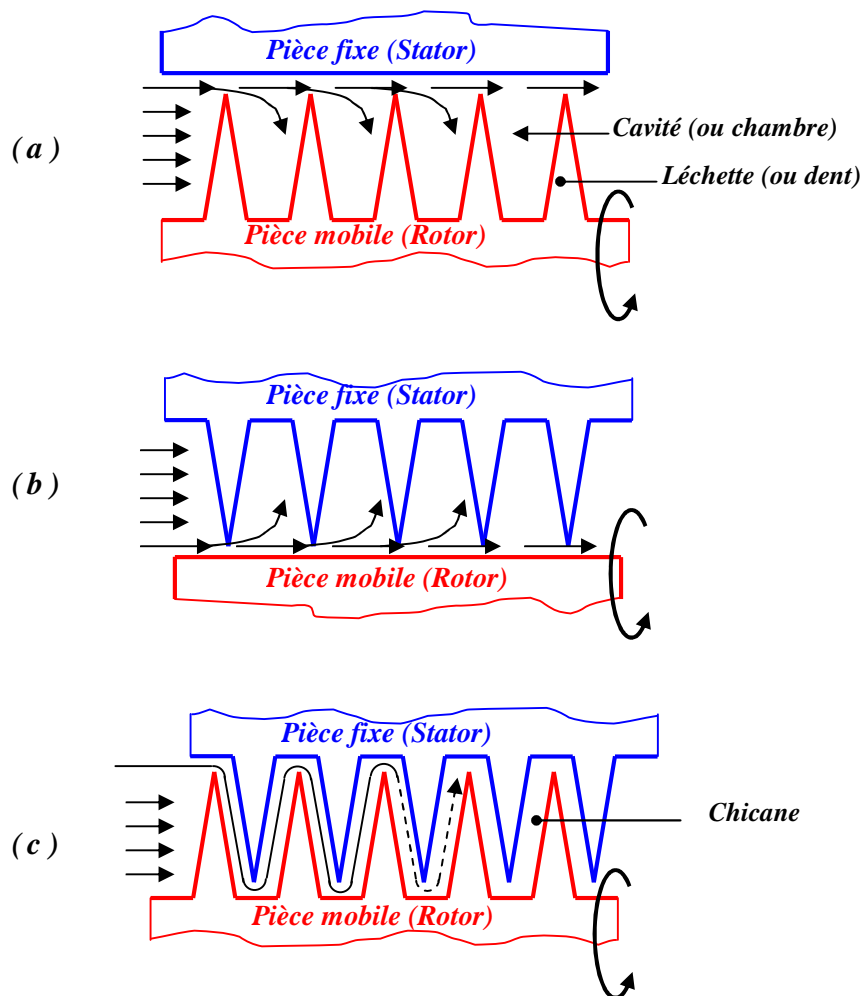 Pièce fixe (Stator)
( a )
Cavité (ou chambre)
Léchette (ou dent)
Pièce mobile (Rotor)
Pièce fixe (Stator)
( b )
Pièce mobile (Rotor)
Pièce fixe (Stator)
Chicane
( c )
Pièce mobile (Rotor)